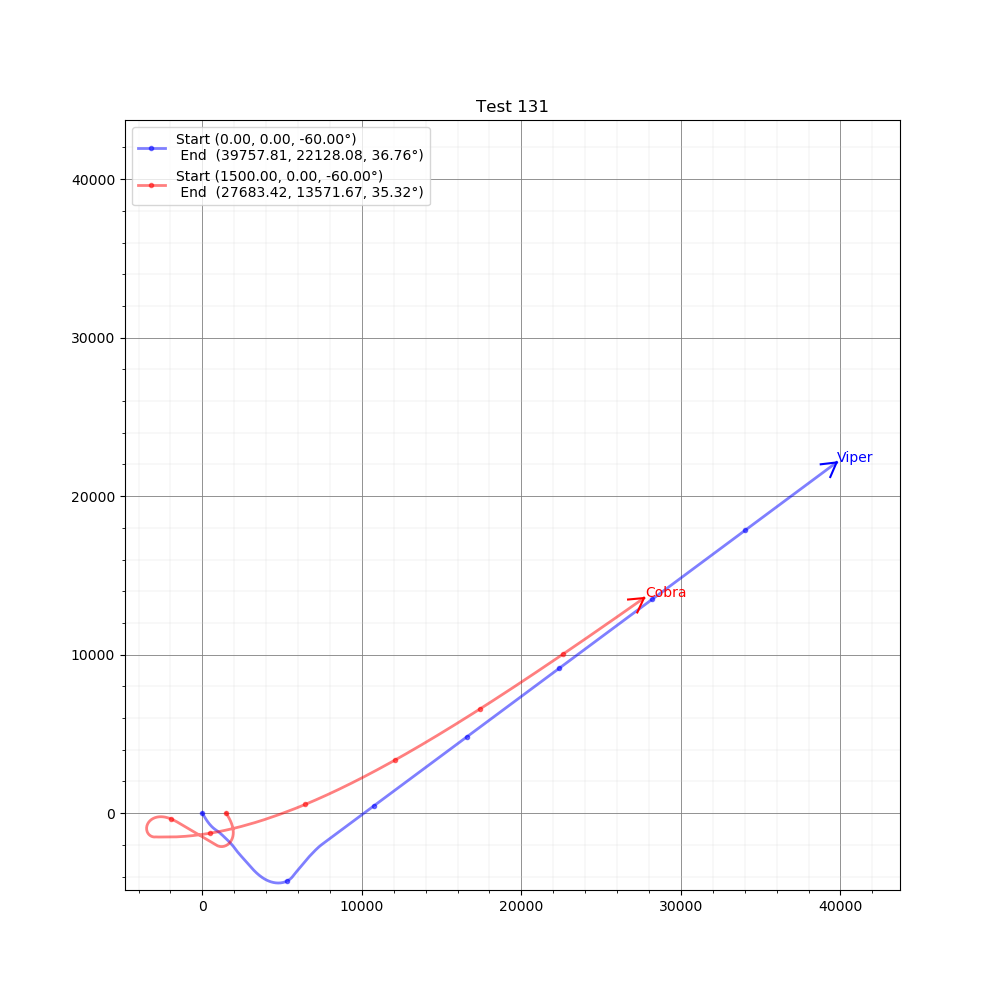 Test 131
Start (0.00, 0.00, -60.00°)
End  (39757.81, 22128.08, 36.76°)
Start (1500.00, 0.00, -60.00°)
End  (27683.42, 13571.67, 35.32°)
40000
30000
20000
10000
0
Viper
Cobra
0
10000
20000
30000
40000